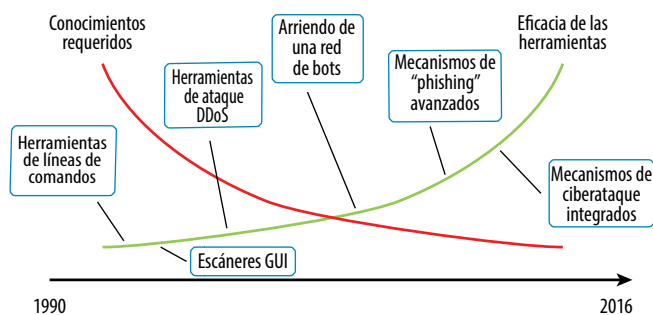 Conocimientos
requeridos
Arriendo de
una red
de bots
Eficacia de las
herramientas
Herramientas
de ataque
DDoS
Mecanismos de
“phishing”
avanzados
Herramientas
de líneas de
comandos
Mecanismos de
ciberataque
integrados
Escáneres GUI
1990
2016